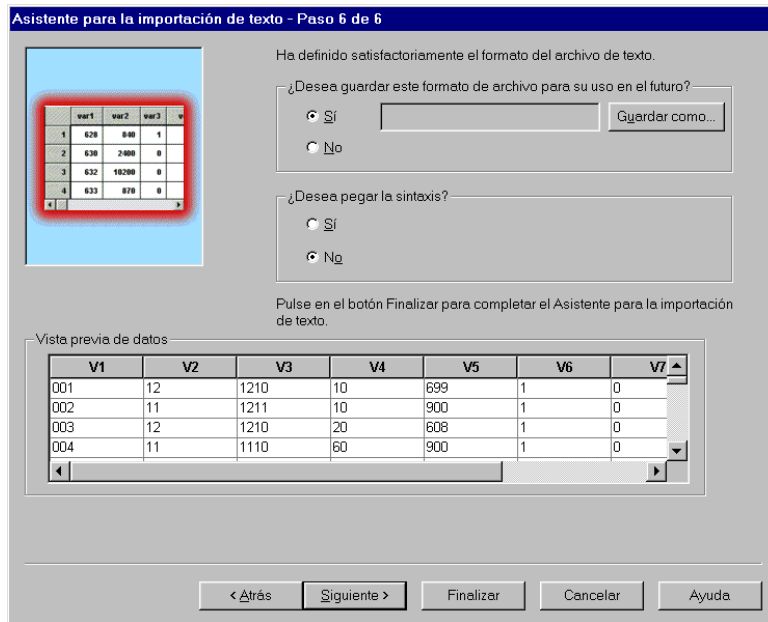 Asistente para la importación de texto - Paso 6 de 6
Ha definido satisfactoriamente el formato del archivo de texto.
¿Desea guardar este formato de archivo para su uso en el futuro?
Sí
Guardar como...
No
var1 var2 var3 v
1 628 840 1
2 630 2400 0
3 632 10200 0
4 633 870 0
¿Desea pegar la sintaxis?
Sí
No
Pulse en el botón Finalizar para completar el Asistente para la importación
de texto.
Vista previa de datos
V1 V2 V3 V4 V5 V6 V7
001 12 1210 10 699 1 0
002 11 1211 10 900 1 0
003 12 1210 20 608 1 0
004 11 1110 60 900 1 0
< Atrás Siguiente > Finalizar Cancelar Ayuda